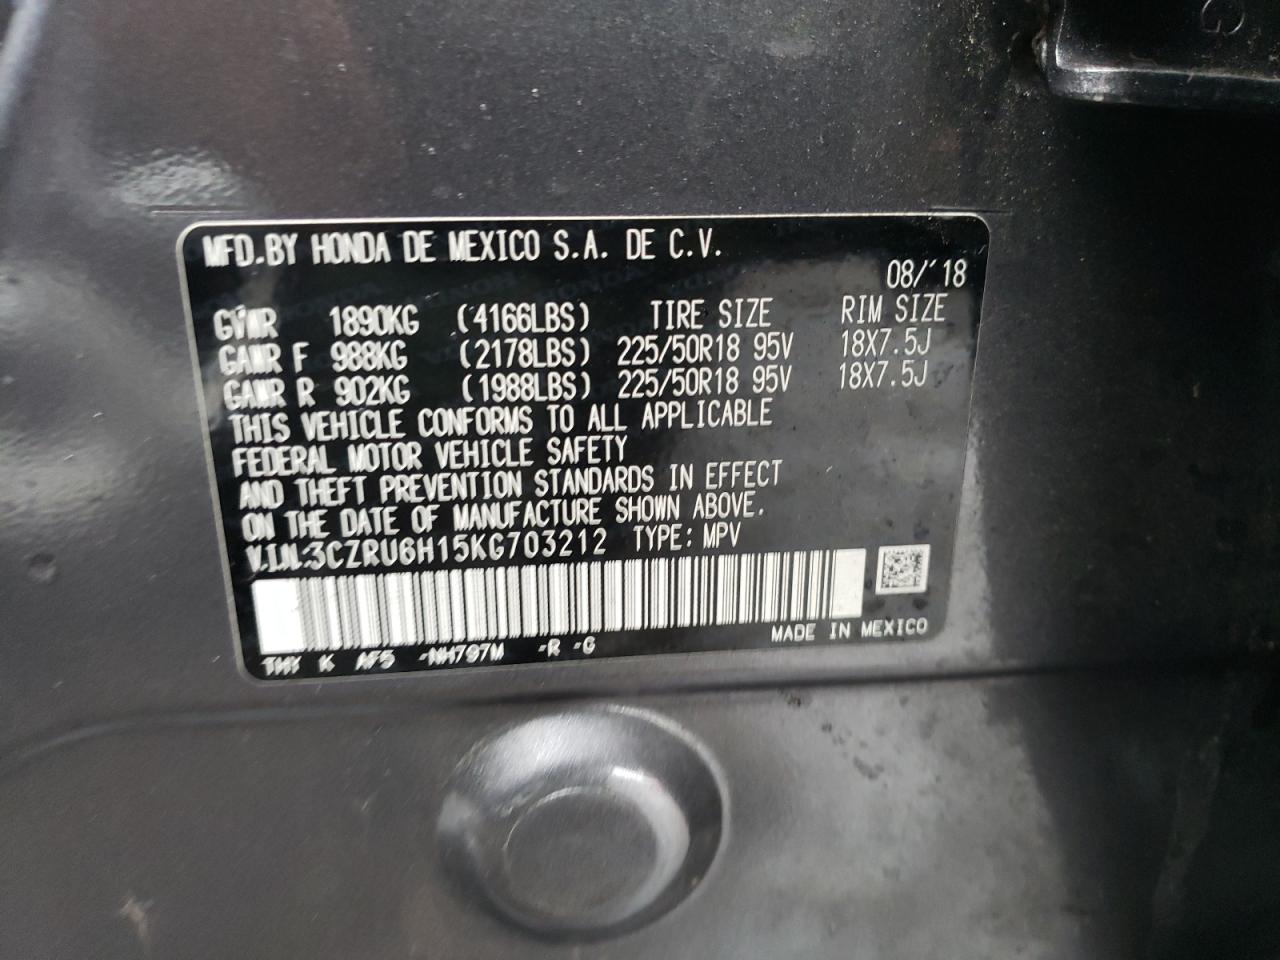 MFD.BY HONDA DE MEXICO S.A. DE C.V.
08/'18
GVWR 1890KG (4166LBS) TIRE SIZE RIM SIZE
GAWR F 988KG (2178LBS) 225/50R18 95V 18X7.5J
GAWR R 902KG (1988LBS) 225/50R18 95V 18X7.5J
THIS VEHICLE CONFORMS TO ALL APPLICABLE
FEDERAL MOTOR VEHICLE SAFETY
AND THEFT PREVENTION STANDARDS IN EFFECT
ON THE DATE OF MANUFACTURE SHOWN ABOVE.
V.I.N.3CZRU6H15KG703212 TYPE: MPV
MADE IN MEXICO
K AF5 -NH797M -R -G